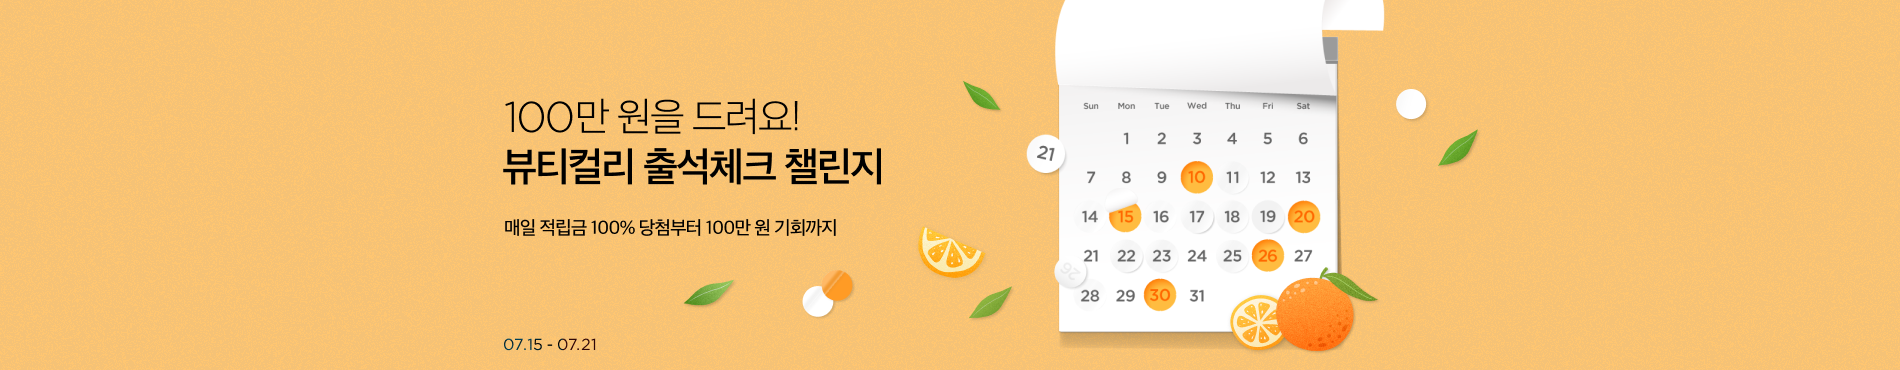 100만 원을 드려요!
뷰티컬리 출석체크 챌린지
매일 적립금 100% 당첨부터 100만 원 기회까지
07.15 - 07.21
Sun Mon Tue Wed Thu Fri Sat
1 2 3 4 5 6
7 8 9 10 11 12 13
14 15 16 17 18 19 20
21 22 23 24 25 26 27
28 29 30 31
21
26